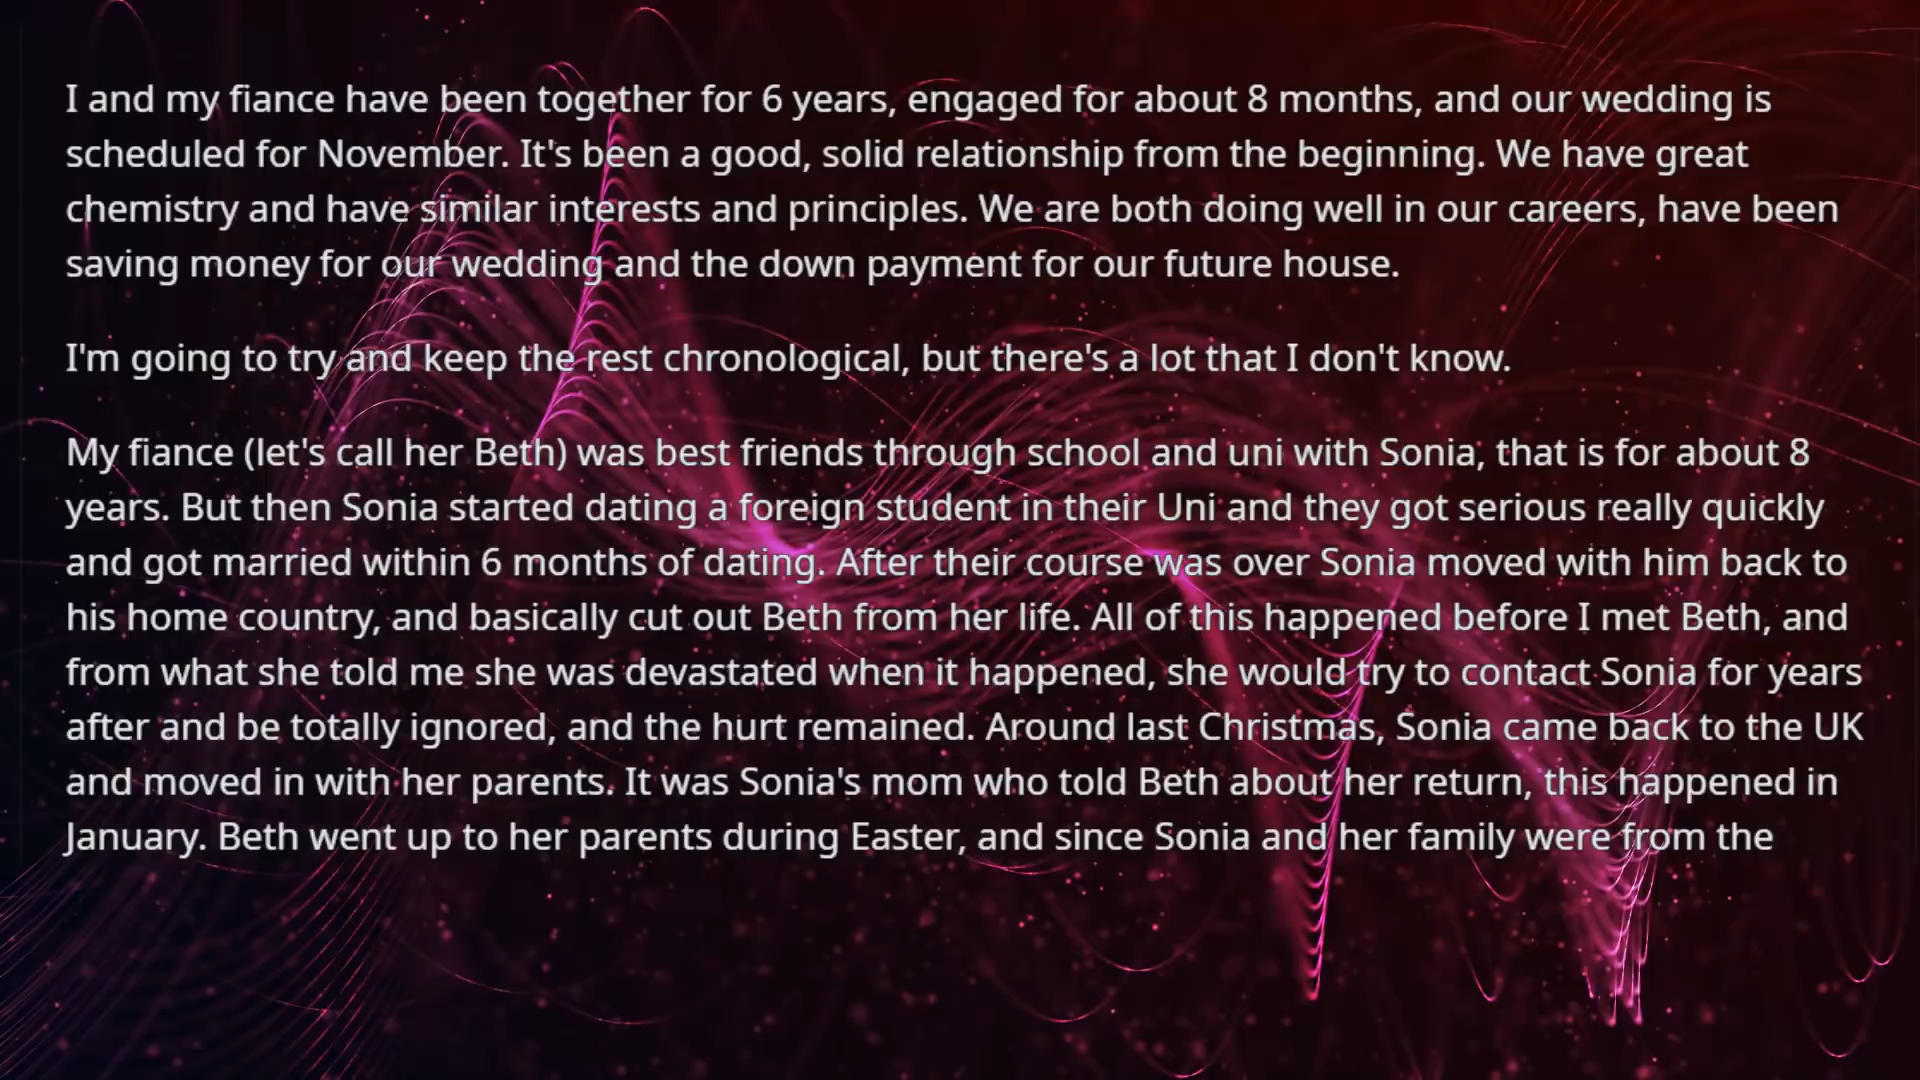 I and my fiance have been together for 6 years, engaged for about 8 months, and our wedding is
scheduled for November. It's been a good, solid relationship from the beginning. We have great
chemistry and have similar interests and principles. We are both doing well in our careers, have been
saving money for our wedding and the down payment for our future house.
I'm going to try and keep the rest chronological, but there's a lot that I don't know.
My fiance (let's call her Beth) was best friends through school and uni with Sonia, that is for about 8
years. But then Sonia started dating a foreign student in their Uni and they got serious really quickly
and got married within 6 months of dating. After their course was over Sonia moved with him back to
his home country, and basically cut out Beth from her life. All of this happened before I met Beth, and
from what she told me she was devastated when it happened, she would try to contact Sonia for years
after and be totally ignored, and the hurt remained. Around last Christmas, Sonia came back to the UK
and moved in with her parents. It was Sonia's mom who told Beth about her return, this happened in
January. Beth went up to her parents during Easter, and since Sonia and her family were from the